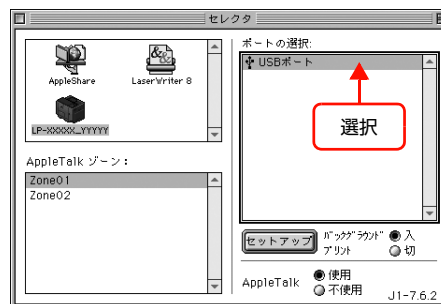 セレクタ
AppleShare
LaserWriter 8
LP-XXXXX_YYYYY
AppleTalk ゾーン：
Zone01
Zone02
ポートの選択:
USBポート
選択
セットアップ
バックグラウンド
プリント
入
切
AppleTalk
使用
不使用
J1-7.6.2